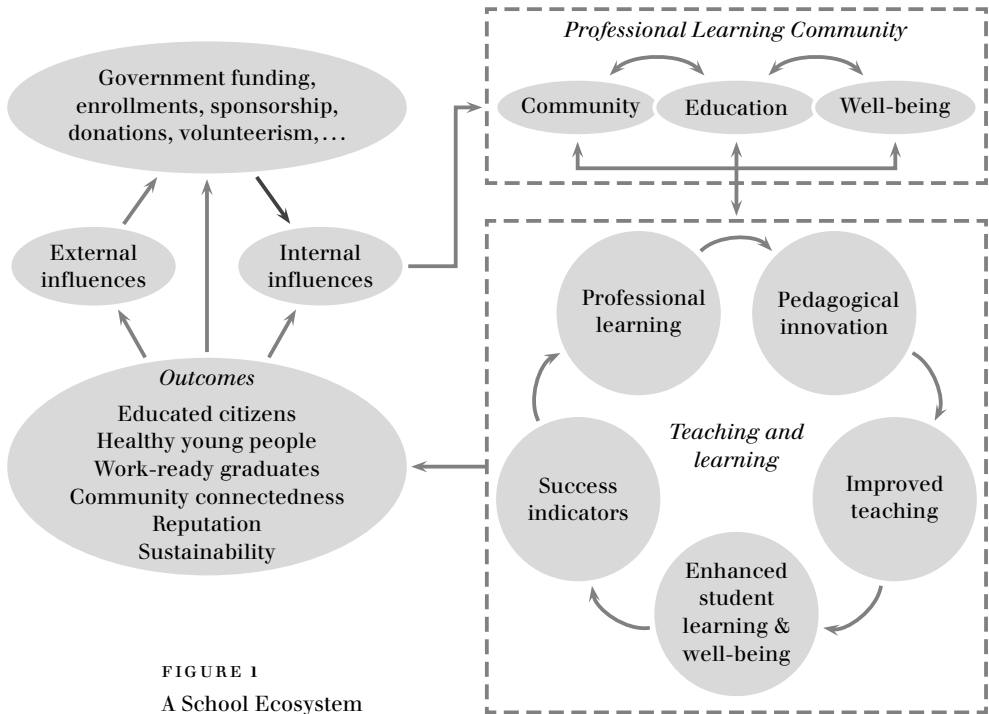 Government funding,
enrollments, sponsorship,
donations, volunteerism,...
External
influences
Internal
influences
Outcomes
Educated citizens
Healthy young people
Work-ready graduates
Community connectedness
Reputation
Sustainability
Professional Learning Community
Community
Education
Well-being
Professional
learning
Pedagogical
innovation
Teaching and
learning
Success
indicators
Improved
teaching
Enhanced
student
learning &
well-being
FIGURE 1
A School Ecosystem